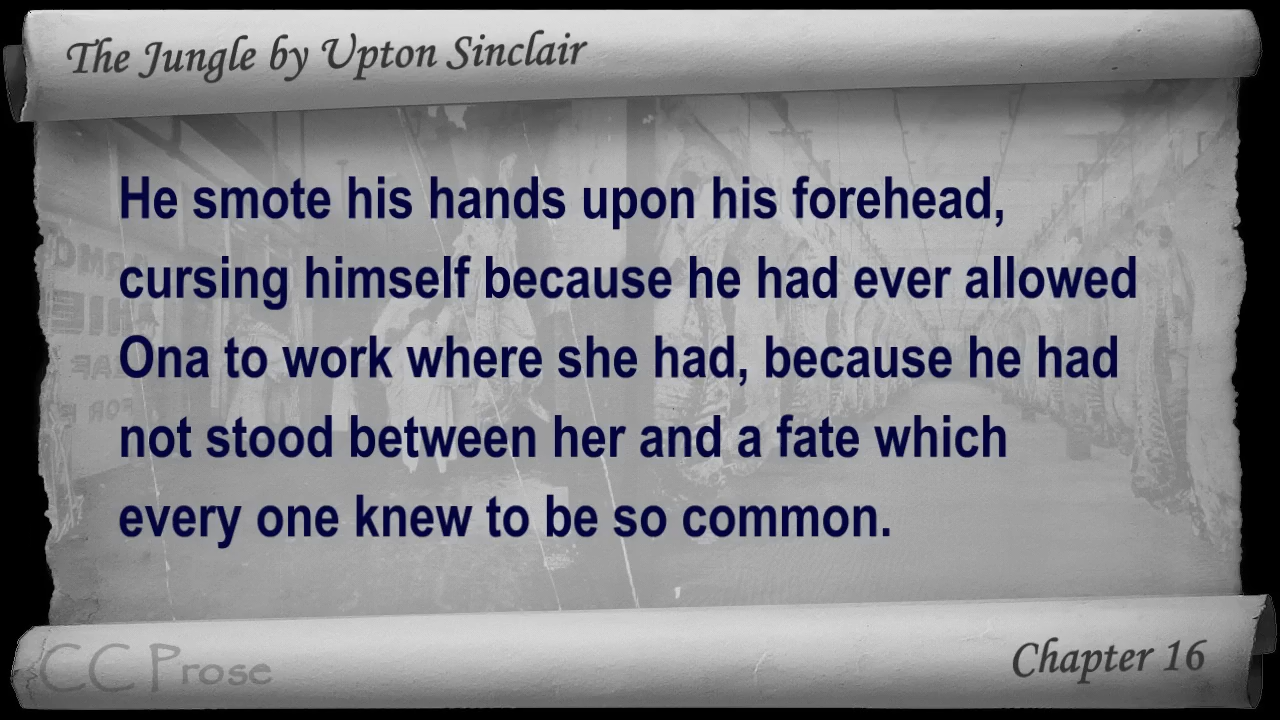 The Jungle by Upton Sinclair
He smote his hands upon his forehead,
cursing himself because he had ever allowed
Ona to work where she had, because he had
not stood between her and a fate which
every one knew to be so common.
CC Prose
Chapter 16